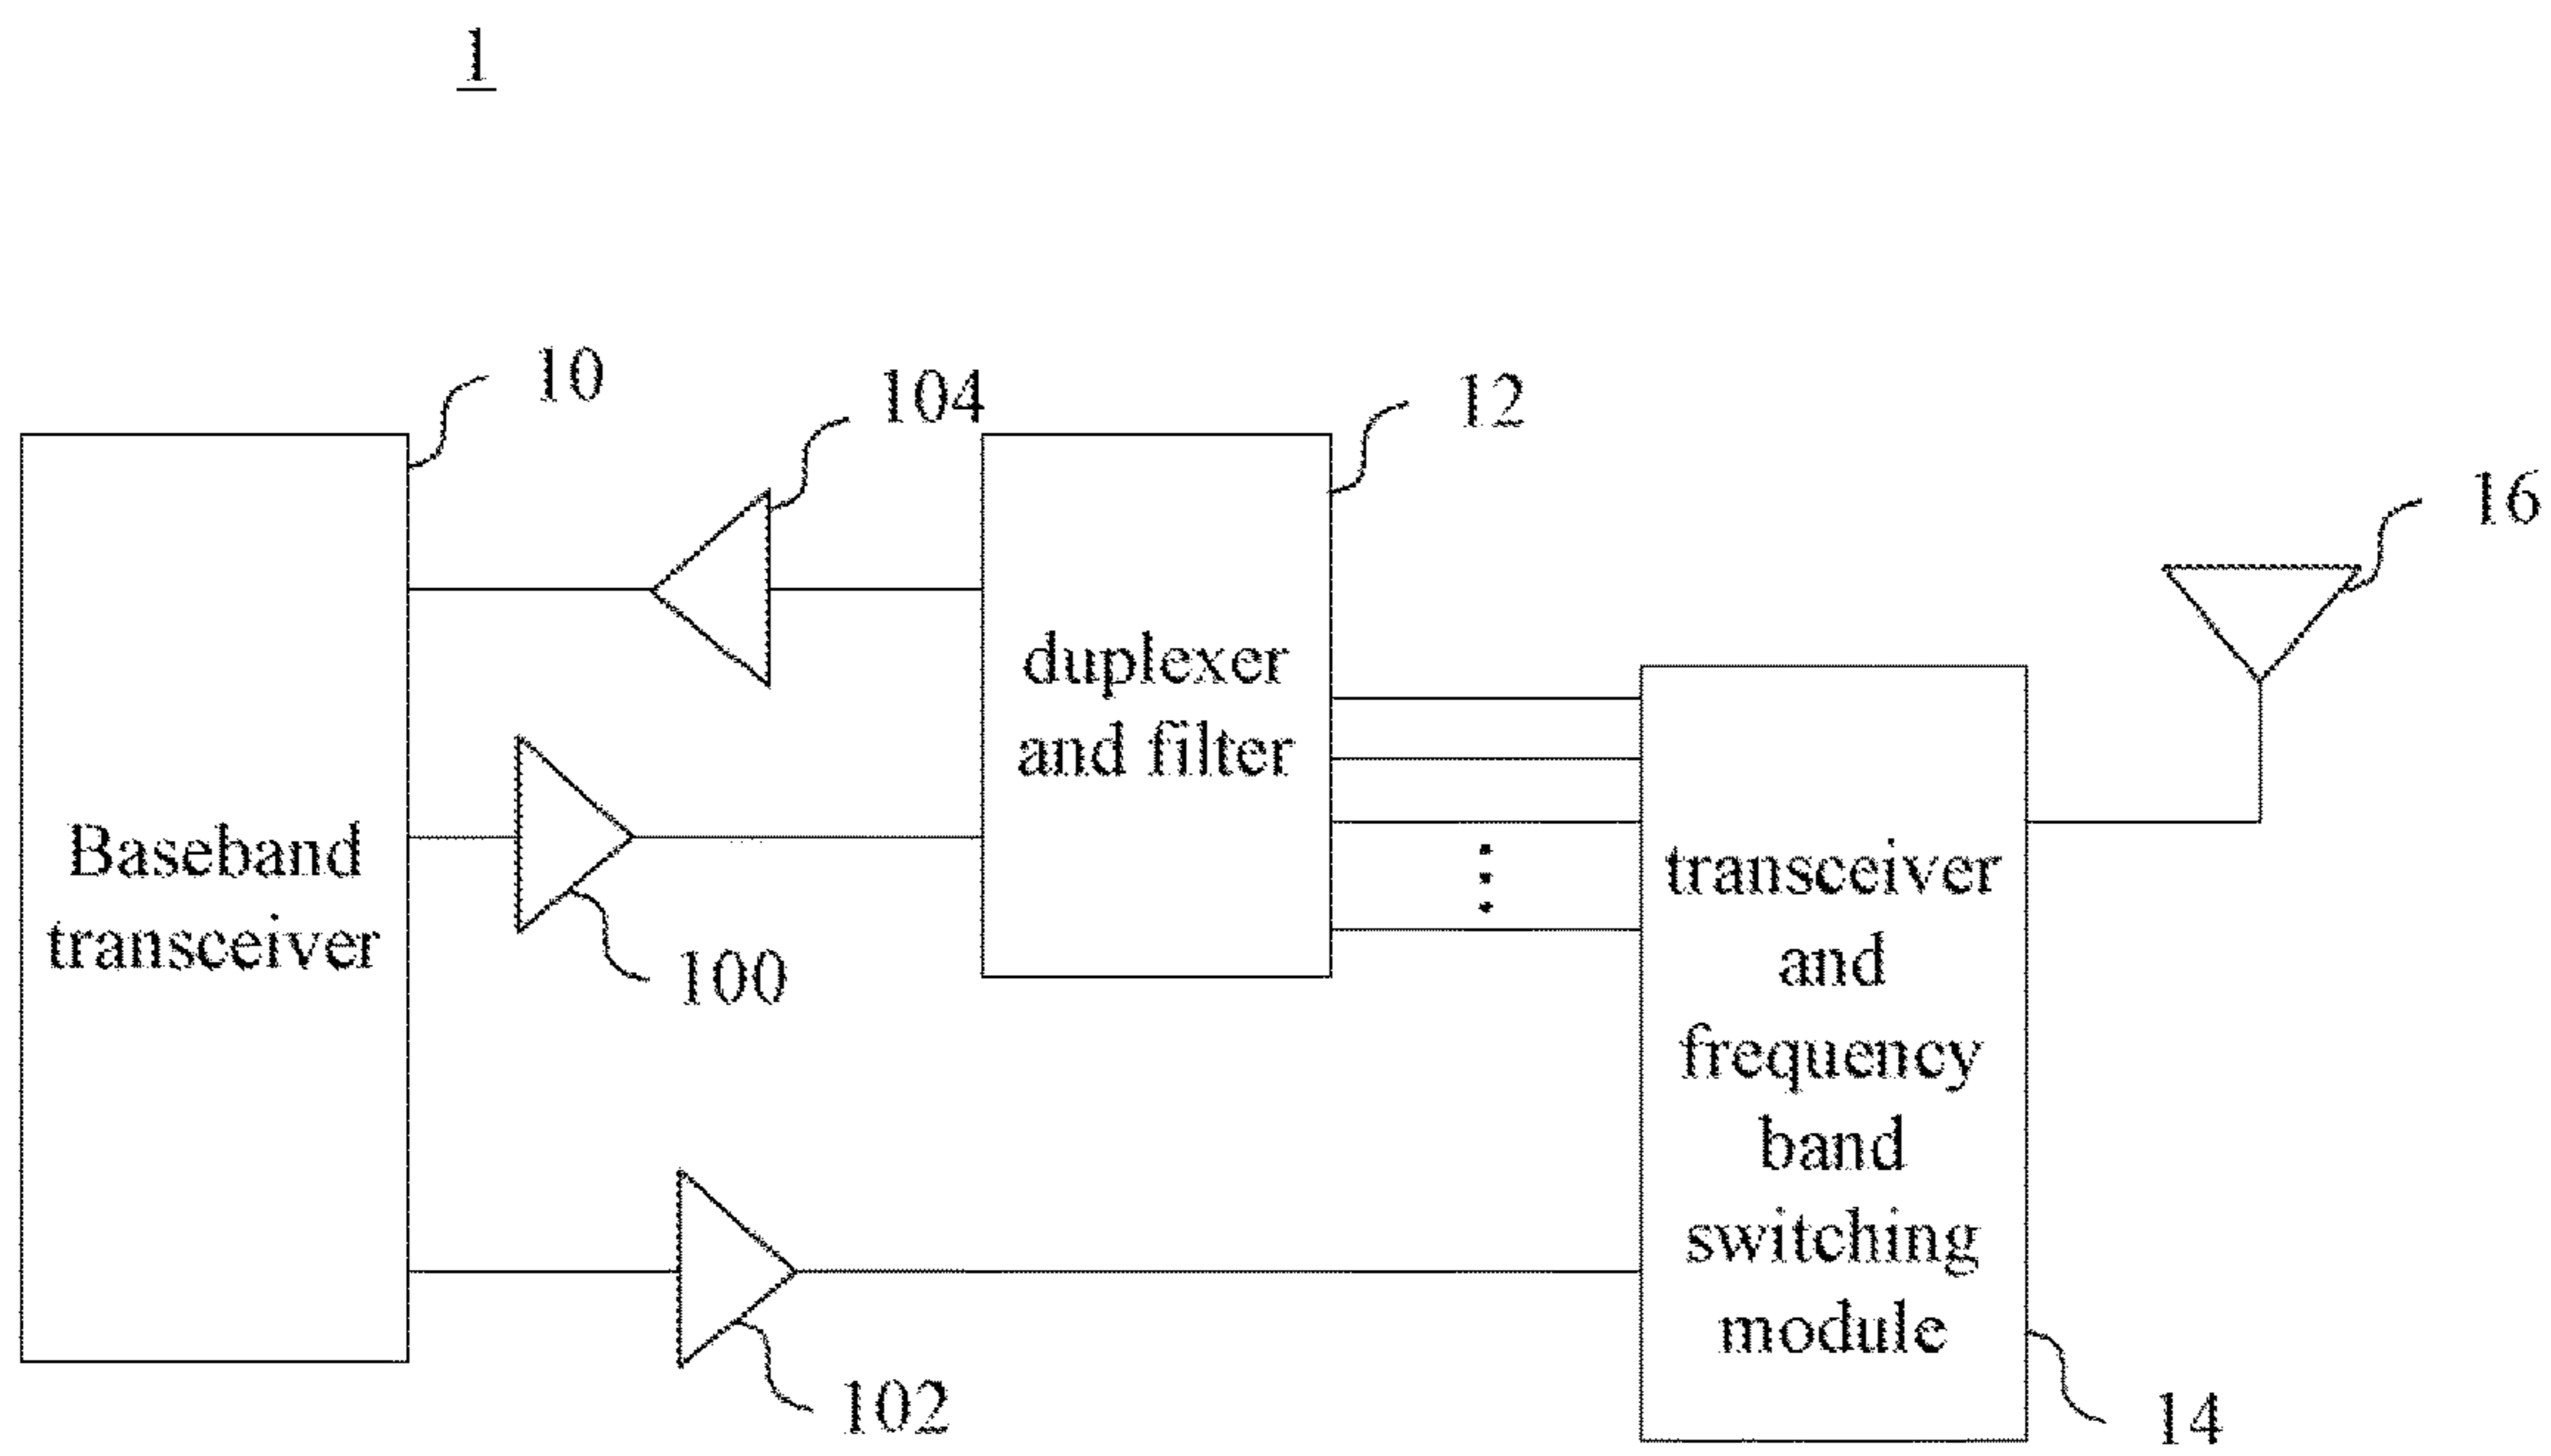 1
10
104
12
16
duplexer
and filter
Baseband
transceiver
100
transceiver
and
frequency
band
switching
module
102
14